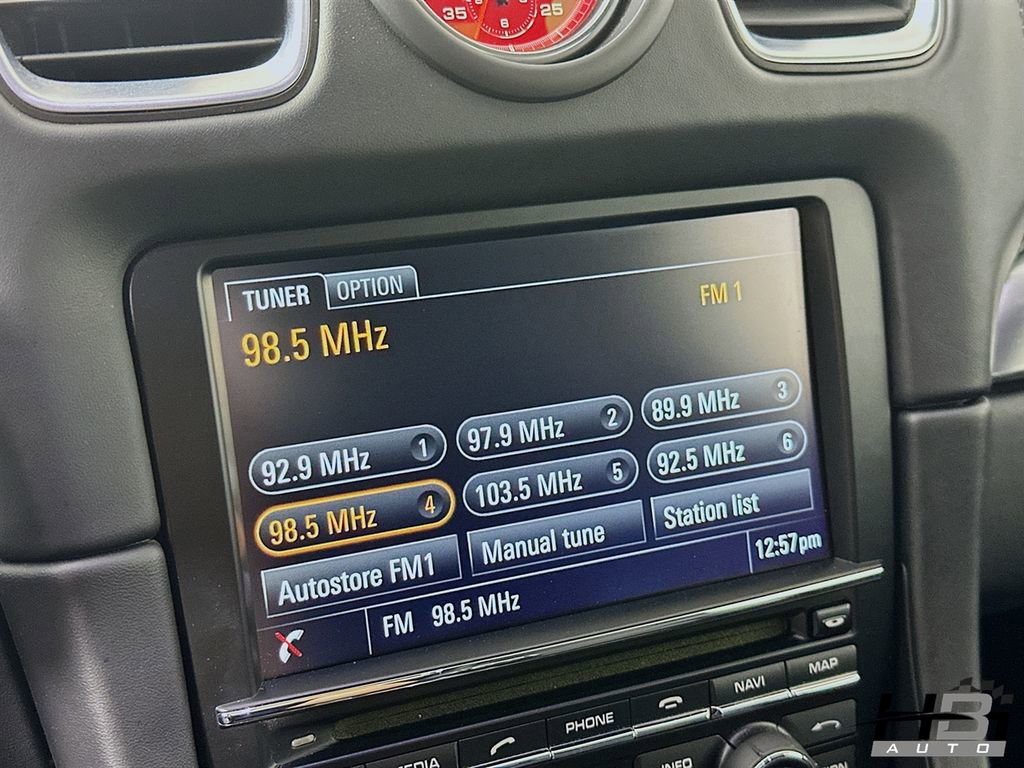 35 6 25
TUNER OPTION
98.5 MHz FM 1
92.9 MHz 1 97.9 MHz 2 89.9 MHz 3
98.5 MHz 4 103.5 MHz 5 92.5 MHz 6
Autostore FM1 Manual tune Station list
FM 98.5 MHz 12:57pm
MEDIA PHONE NAVI MAP
INFO
HB
AUTO